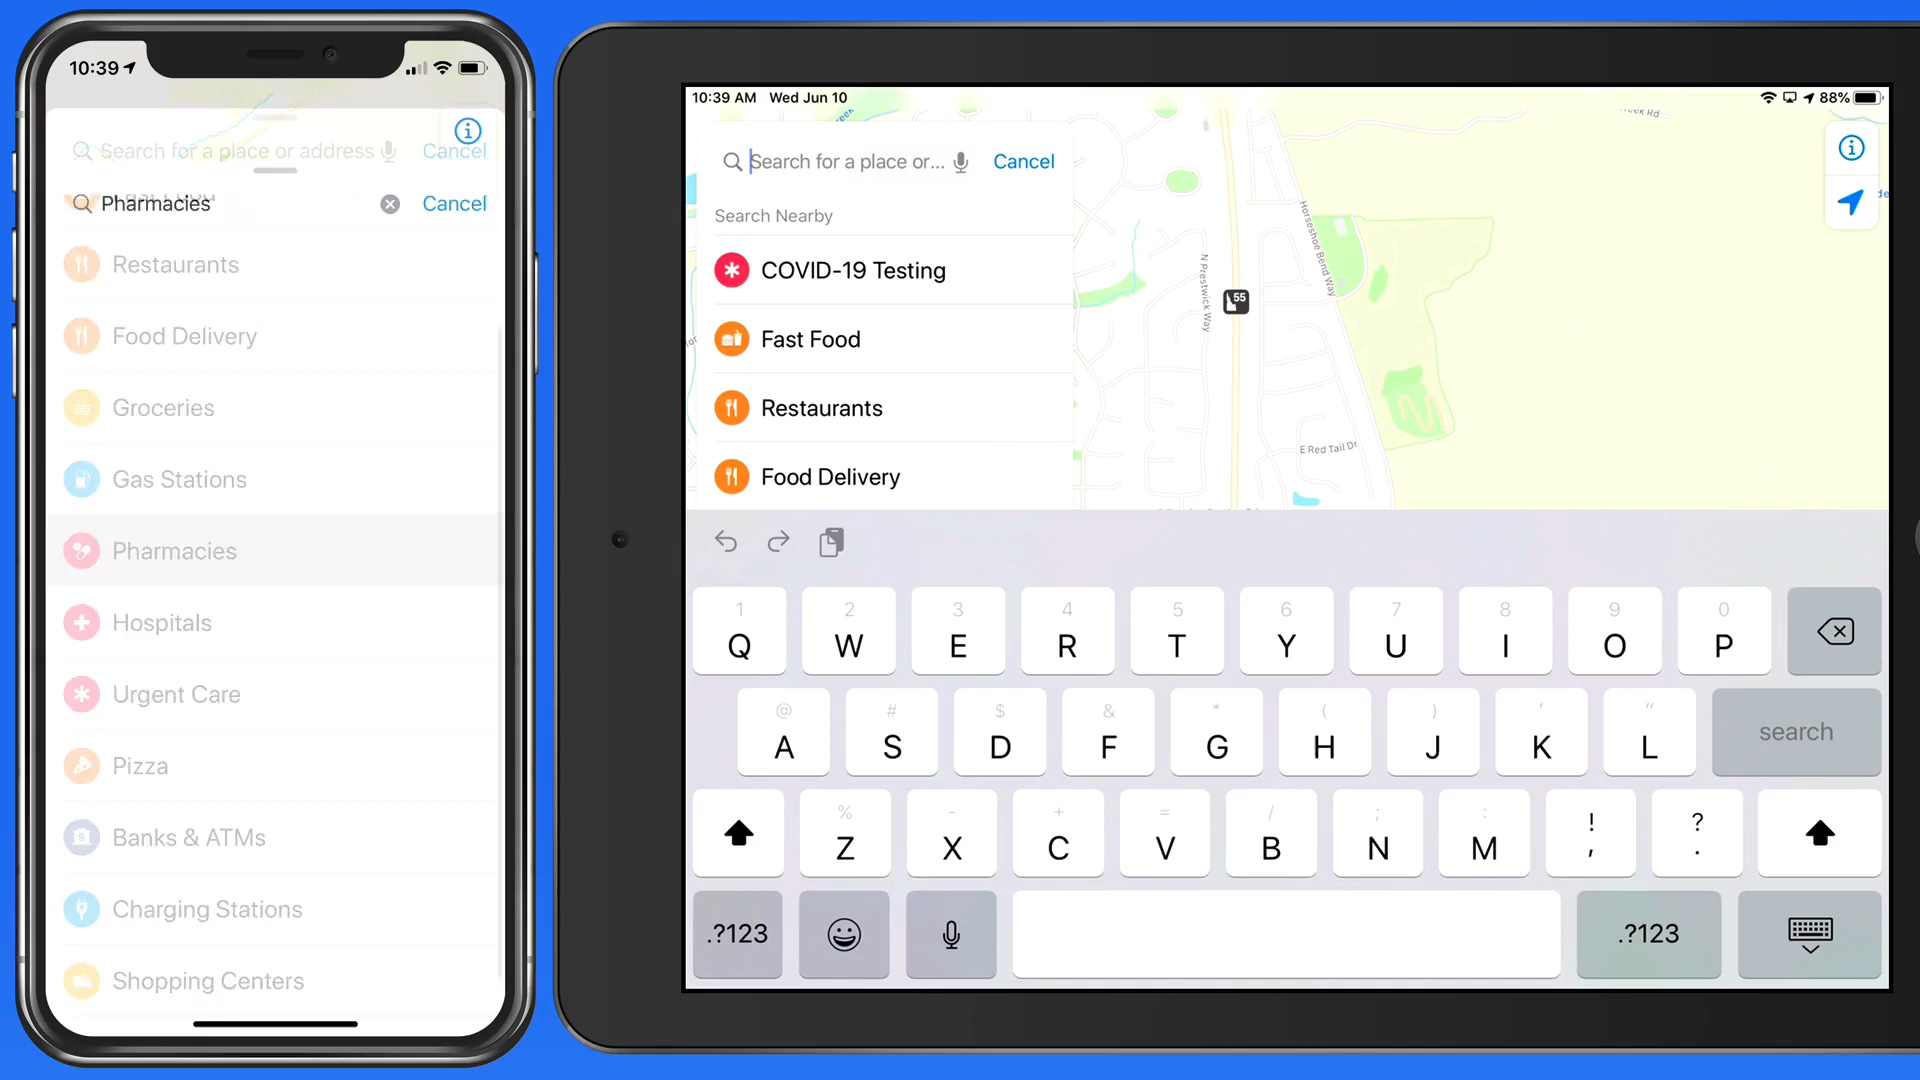 10:39
Search for a place or address
Cancel
Pharmacies
Cancel
Restaurants
Food Delivery
Groceries
Gas Stations
Pharmacies
Hospitals
Urgent Care
Pizza
Banks & ATMs
Charging Stations
Shopping Centers
10:39 AM Wed Jun 10
88%
Search for a place or...
Cancel
Search Nearby
COVID-19 Testing
Fast Food
Restaurants
Food Delivery
Horseshoe Bend Way
N Prestwick Way
55
E Red Tail Dr
1 2 3 4 5 6 7 8 9 0
Q W E R T Y U I O P
@ # $ & * ( ) ' "
A S D F G H J K L search
% - + = / ; : ! ?
Z X C V B N M , .
.?123 .?123